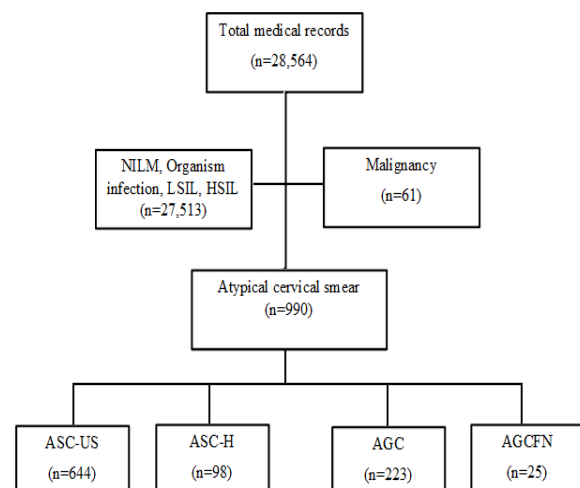 Total medical records
(n=28,564)
NILM, Organism
infection, LSIL, HSIL
(n=27,513)
Malignancy
(n=61)
Atypical cervical smear
(n=990)
ASC-US
(n=644)
ASC-H
(n=98)
AGC
(n=223)
AGCFN
(n=25)